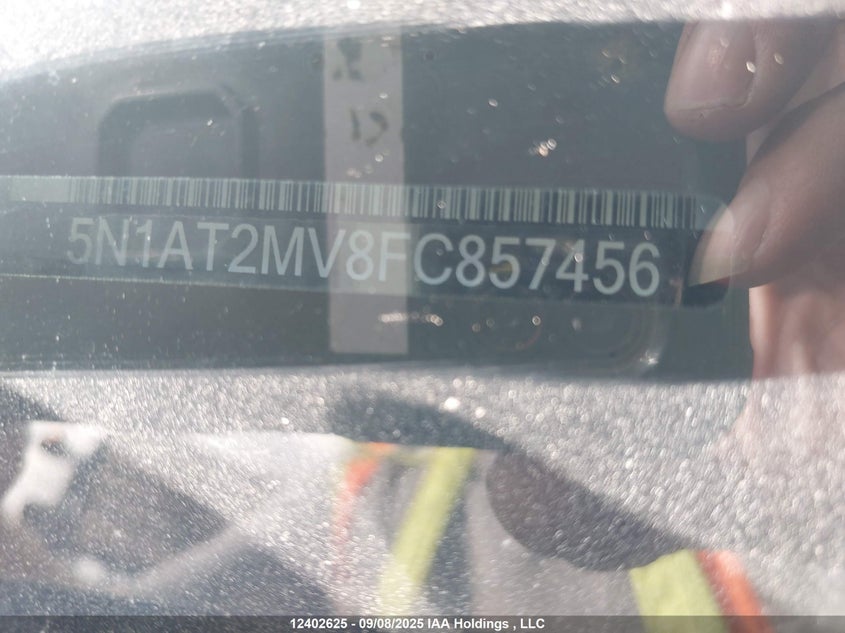 5N1AT2MV8FC857456
12402625 - 09/08/2025 IAA Holdings , LLC